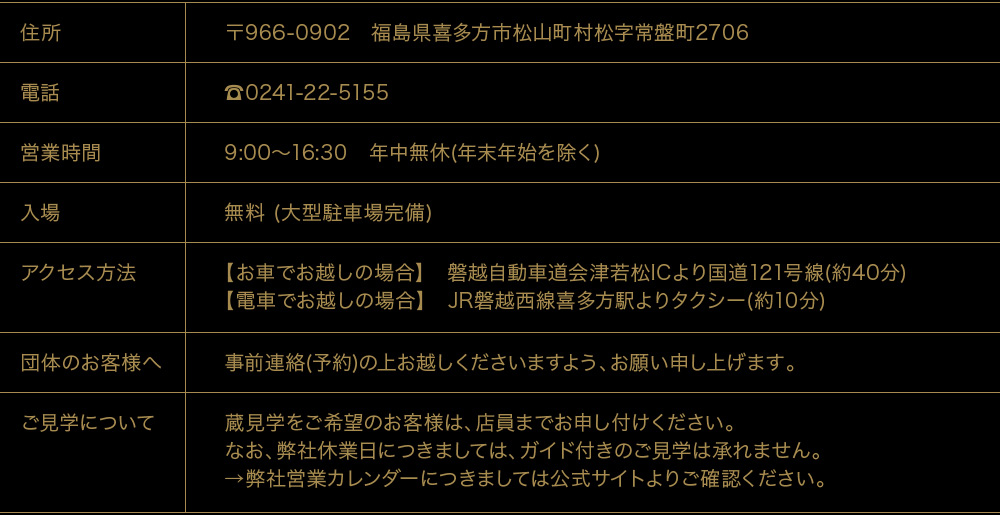 住所 〒966-0902　福島県喜多方市松山町村松字常盤町2706
電話 ☎0241-22-5155
営業時間 9:00〜16:30　年中無休(年末年始を除く)
入場 無料 (大型駐車場完備)
アクセス方法 【お車でお越しの場合】 磐越自動車道会津若松ICより国道121号線(約40分)
【電車でお越しの場合】 JR磐越西線喜多方駅よりタクシー(約10分)
団体のお客様へ 事前連絡(予約)の上お越しくださいますよう、お願い申し上げます。
ご見学について 蔵見学をご希望のお客様は、店員までお申し付けください。
なお、弊社休業日につきましては、ガイド付きのご見学は承れません。
→弊社営業カレンダーにつきましては公式サイトよりご確認ください。